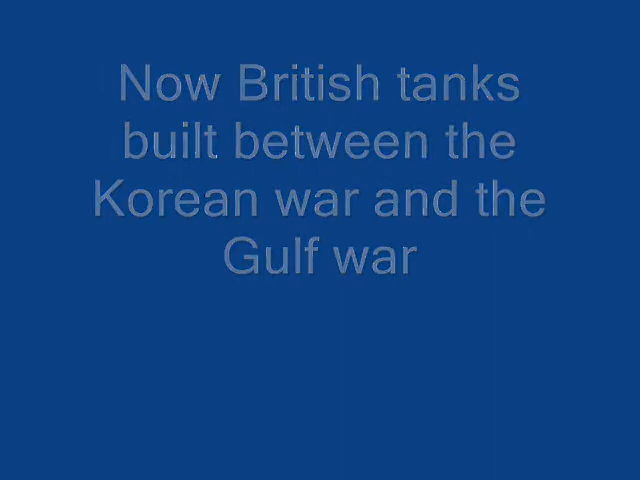 Now British tanks
built between the
Korean war and the
Gulf war